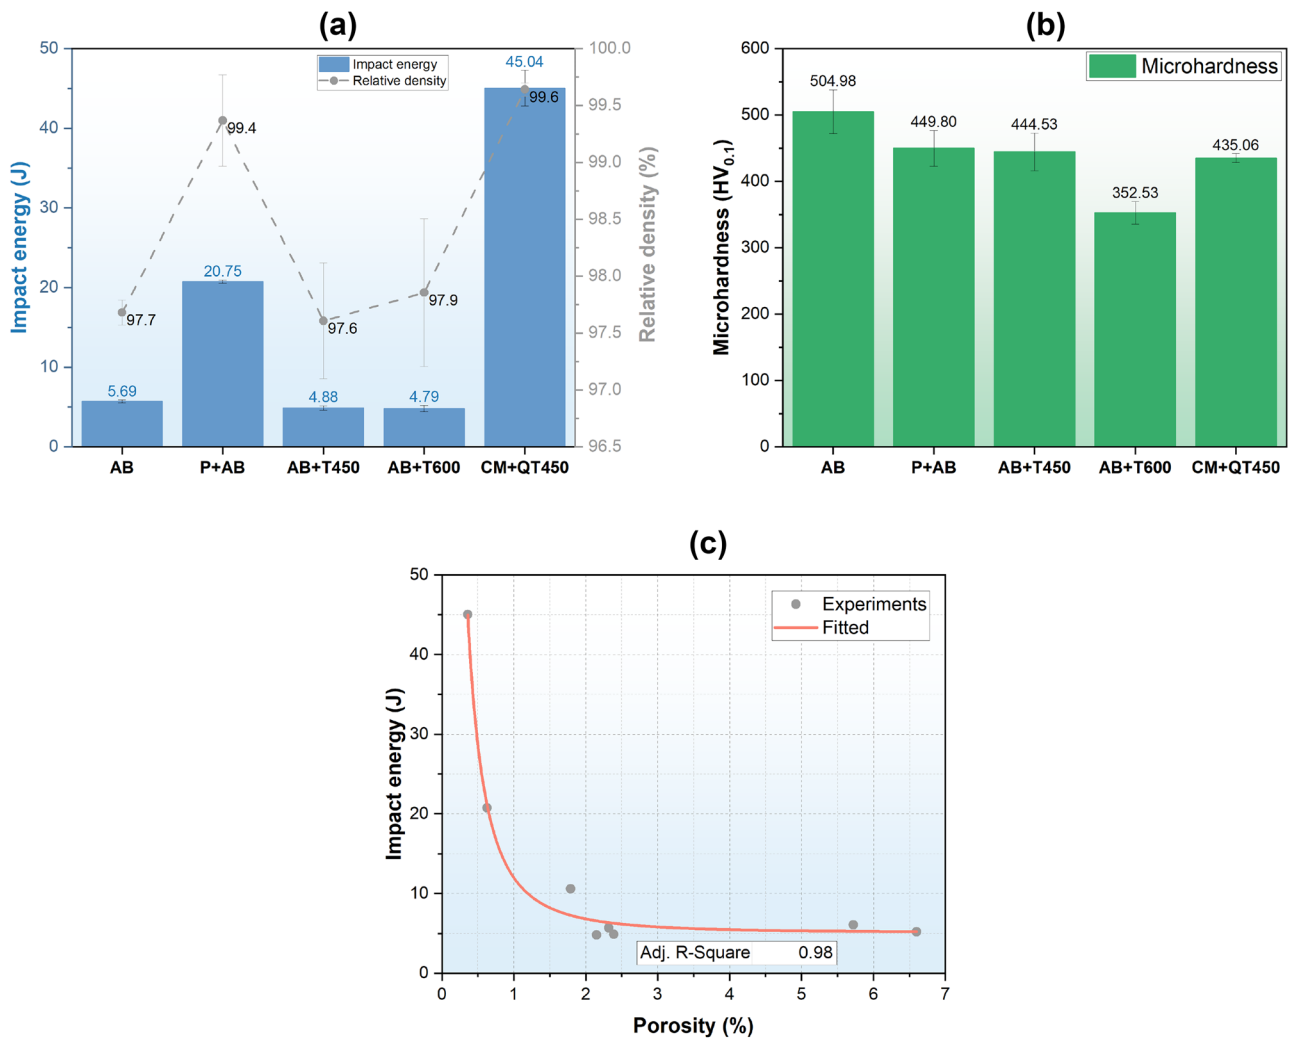 (a)
50
40
30
20
10
0
Impact energy (J)
Impact energy
Relative density
5.69
20.75
4.88
4.79
45.04
97.7
99.4
97.6
97.9
99.6
100.0
99.5
99.0
98.5
98.0
97.5
97.0
96.5
Relative density (%)
AB
P+AB
AB+T450
AB+T600
CM+QT450
(b)
600
500
400
300
200
100
0
Microhardness (HV0.1)
Microhardness
504.98
449.80
444.53
352.53
435.06
AB
P+AB
AB+T450
AB+T600
CM+QT450
(c)
50
40
30
20
10
0
Impact energy (J)
Experiments
Fitted
Adj. R-Square 0.98
0 1 2 3 4 5 6 7
Porosity (%)